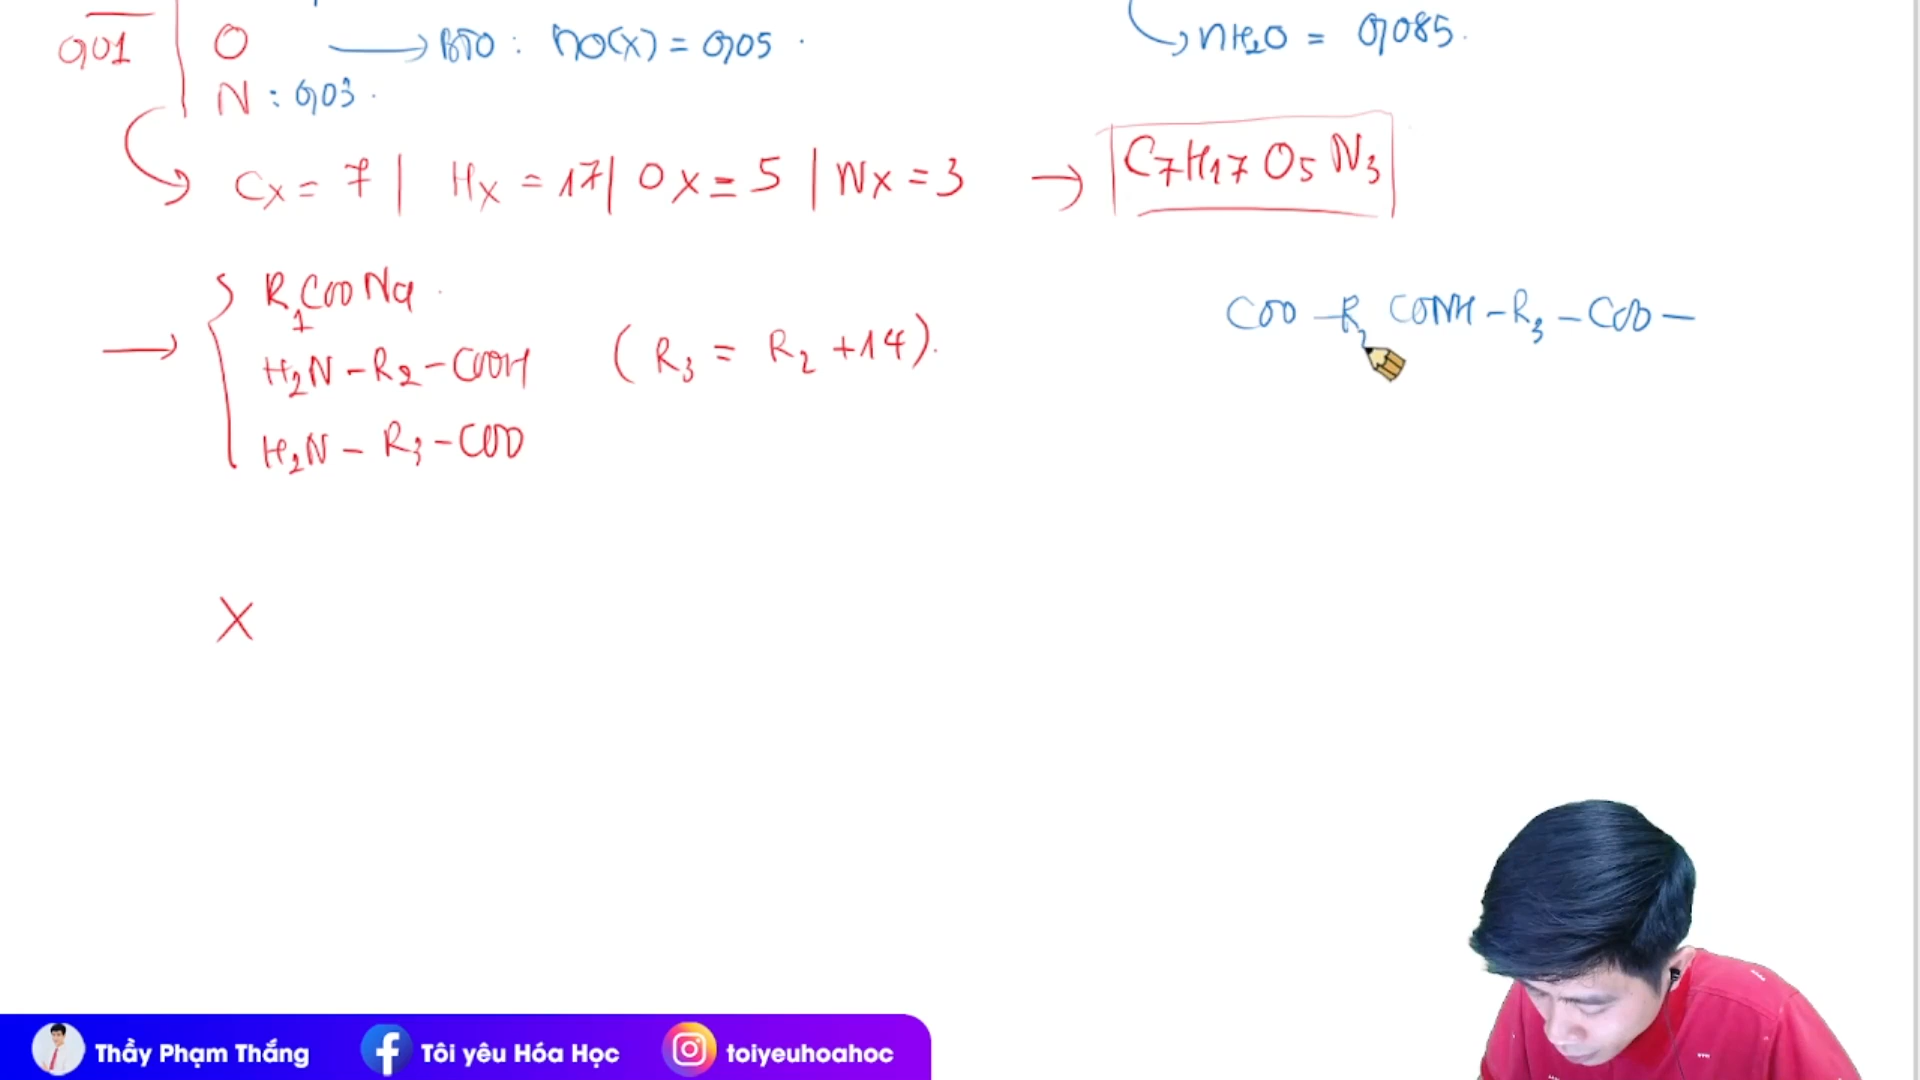 0,01 O → BTO : nO(X) = 0,05 .
nH₂O = 0,085.
N : 0,03 .
Cx = 7 | Hx = 17 | Ox = 5 | Nx = 3 → C₇H₁₇O₅N₃
→ R₁COONa .
H₂N – R₂ – COOH
H₂N – R₃ – COO
(R₃ = R₂ + 14).
COO – R₂ CONH – R₃ – COO –
X
Thầy Phạm Thắng
Tôi yêu Hóa Học
toiyeuhoahoc